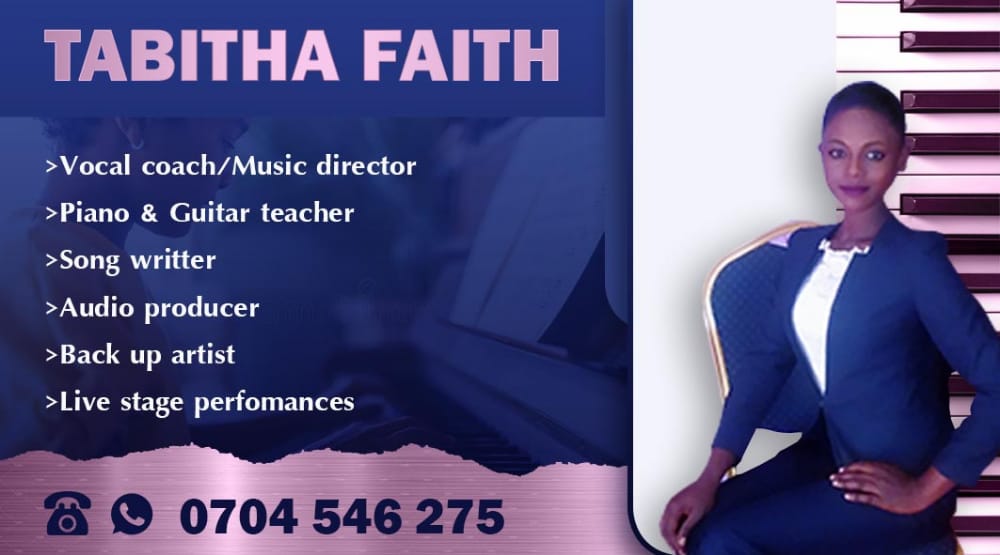 TABITHA FAITH
>Vocal coach/Music director
>Piano & Guitar teacher
>Song writter
>Audio producer
>Back up artist
>Live stage perfomances
0704 546 275